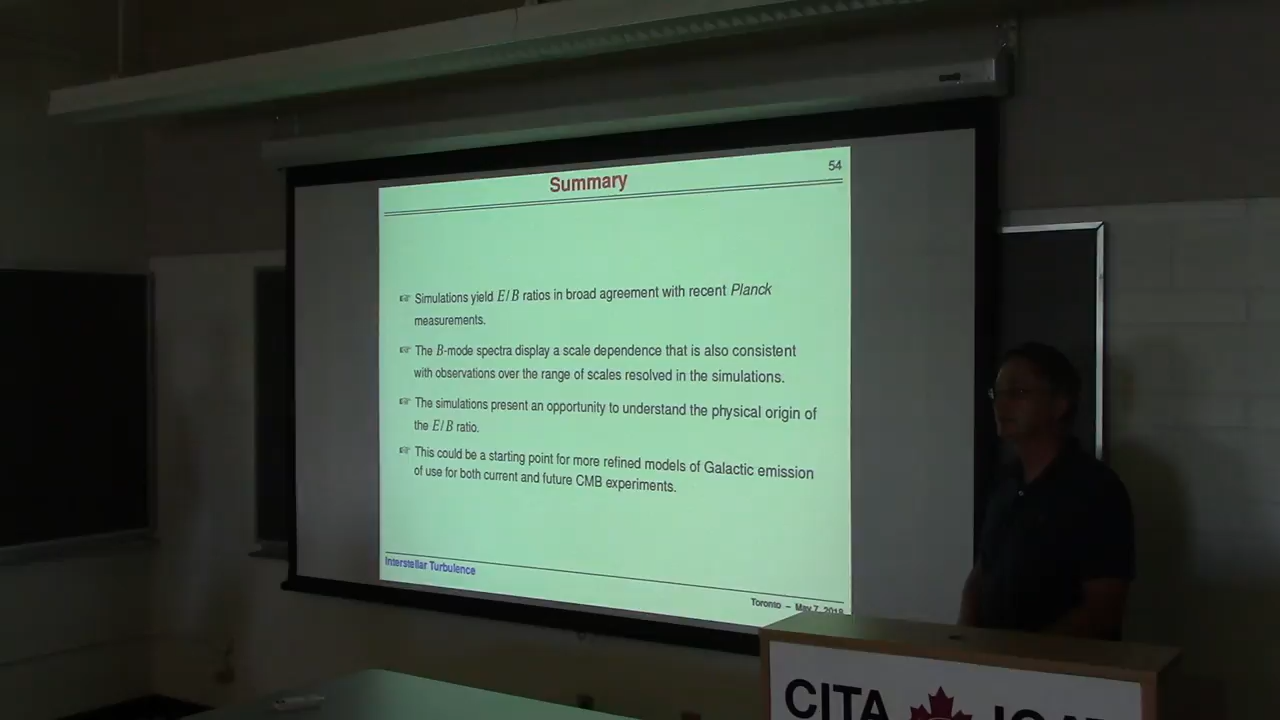 54
Summary
☞ Simulations yield E/B ratios in broad agreement with recent Planck
measurements.
☞ The B-mode spectra display a scale dependence that is also consistent
with observations over the range of scales resolved in the simulations.
☞ The simulations present an opportunity to understand the physical origin of
the E/B ratio.
☞ This could be a starting point for more refined models of Galactic emission
of use for both current and future CMB experiments.
Interstellar Turbulence
Toronto – May 7, 2018
CITA